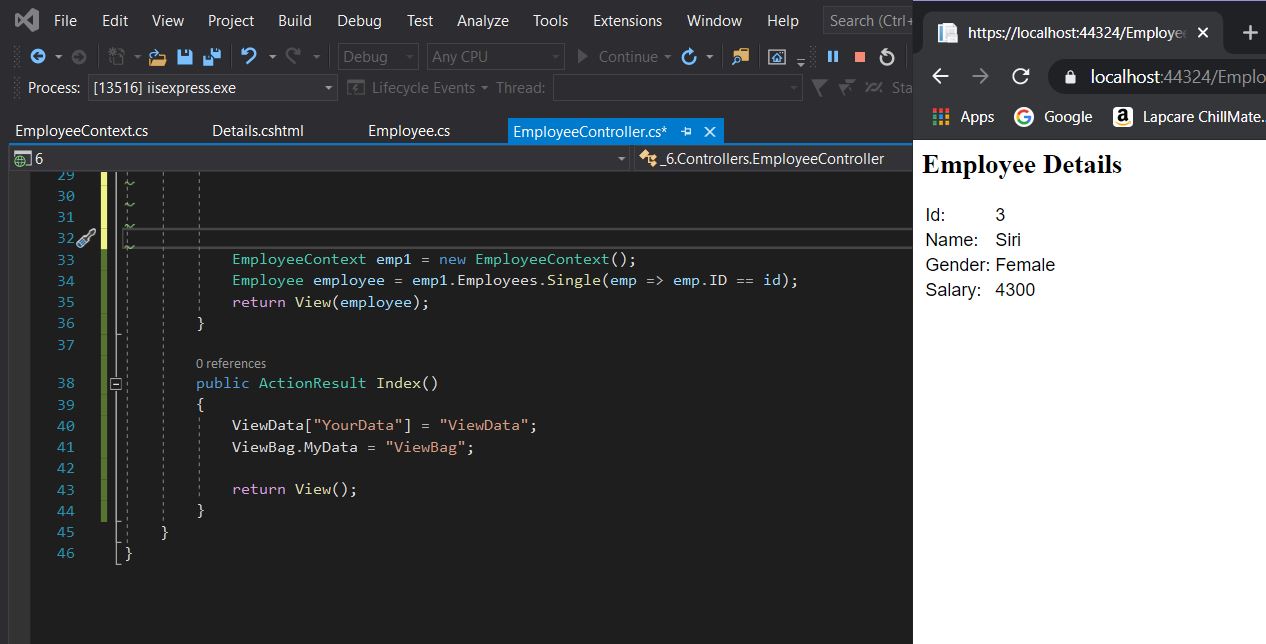 File Edit View Project Build Debug Test Analyze Tools Extensions Window Help Search (Ctrl+
Debug Any CPU Continue
Process: [13516] iisexpress.exe Lifecycle Events Thread: Sta
EmployeeContext.cs Details.cshtml Employee.cs EmployeeController.cs*
6 _6.Controllers.EmployeeController
29
30
31
32
33 EmployeeContext emp1 = new EmployeeContext();
34 Employee employee = emp1.Employees.Single(emp => emp.ID == id);
35 return View(employee);
36 }
37
0 references
38 public ActionResult Index()
39 {
40 ViewData["YourData"] = "ViewData";
41 ViewBag.MyData = "ViewBag";
42
43 return View();
44 }
45 }
46 }
https://localhost:44324/Employee
localhost:44324/Emplo
Apps Google Lapcare ChillMate..
Employee Details
Id: 3
Name: Siri
Gender: Female
Salary: 4300